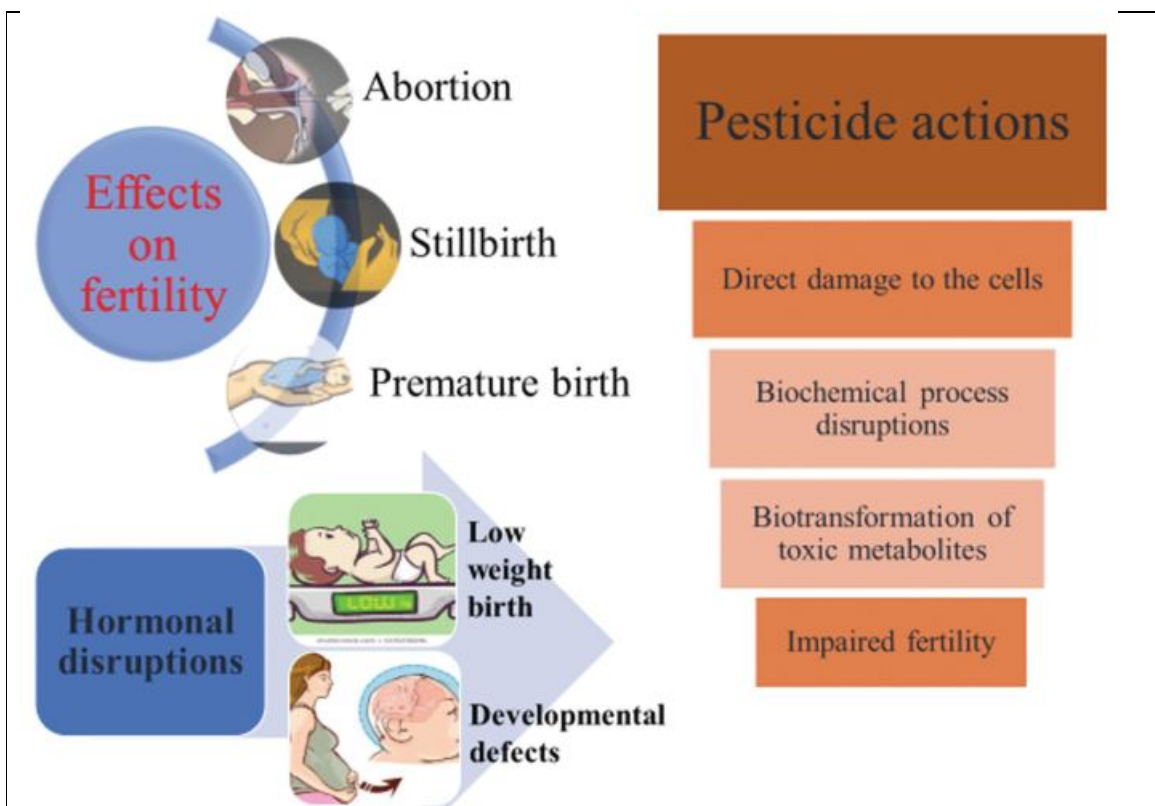 Effects
on
fertility
Abortion
Stillbirth
Premature birth
Hormonal
disruptions
Low
weight
birth
LOW
Developmental
defects
Pesticide actions
Direct damage to the cells
Biochemical process
disruptions
Biotransformation of
toxic metabolites
Impaired fertility